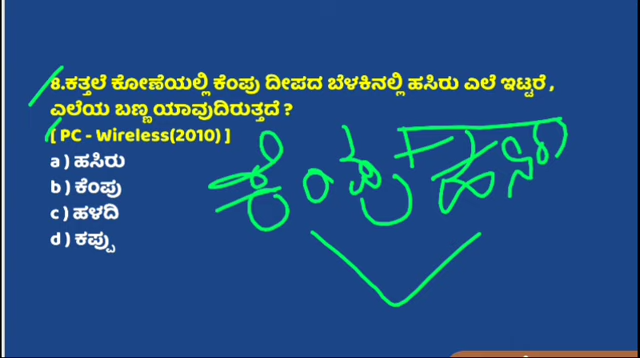 8.ಕತ್ತಲೆ ಕೋಣೆಯಲ್ಲಿ ಕೆಂಪು ದೀಪದ ಬೆಳಕಿನಲ್ಲಿ ಹಸಿರು ಎಲೆ ಇಟ್ಟರೆ ,
ಎಲೆಯ ಬಣ್ಣ ಯಾವುದಿರುತ್ತದೆ ?
[ PC - Wireless(2010) ]
a ) ಹಸಿರು
b ) ಕೆಂಪು
c ) ಹಳದಿ
d ) ಕಪ್ಪು
ಕೆಂಪು + ಹಸಿರು